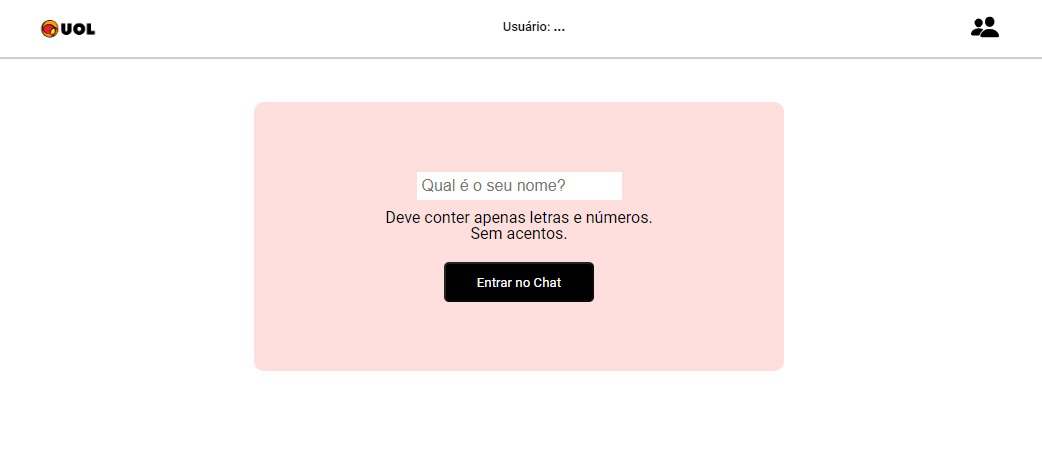 UOL
Usuário: ...
Qual é o seu nome?
Deve conter apenas letras e números.
Sem acentos.
Entrar no Chat